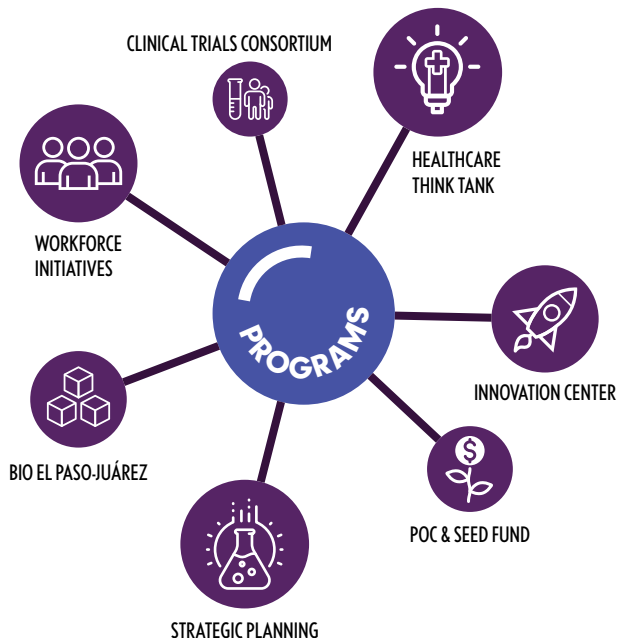 CLINICAL TRIALS CONSORTIUM
HEALTHCARE
THINK TANK
WORKFORCE
INITIATIVES
PROGRAMS
INNOVATION CENTER
BIO EL PASO-JUÁREZ
$
POC & SEED FUND
STRATEGIC PLANNING